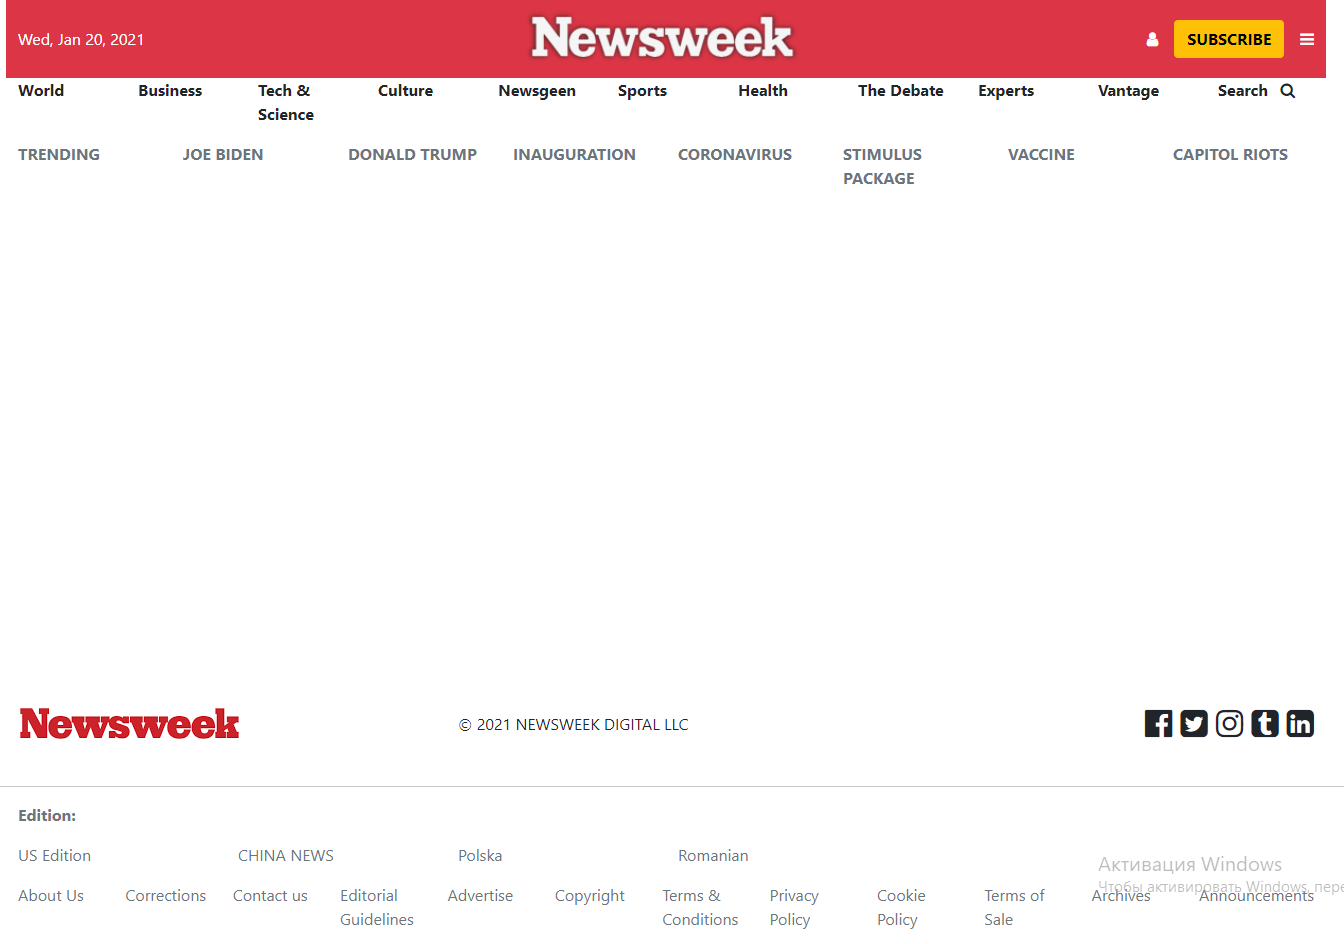 Wed, Jan 20, 2021
Newsweek
SUBSCRIBE
World Business Tech & Culture Newsgeen Sports Health The Debate Experts Vantage Search
Science
TRENDING JOE BIDEN DONALD TRUMP INAUGURATION CORONAVIRUS STIMULUS VACCINE CAPITOL RIOTS
PACKAGE
Newsweek
© 2021 NEWSWEEK DIGITAL LLC
Edition:
US Edition CHINA NEWS Polska Romanian
Активация Windows
Чтобы активировать Windows, пере
About Us Corrections Contact us Editorial Advertise Copyright Terms & Privacy Cookie Terms of Archives Announcements
Guidelines Conditions Policy Policy Sale